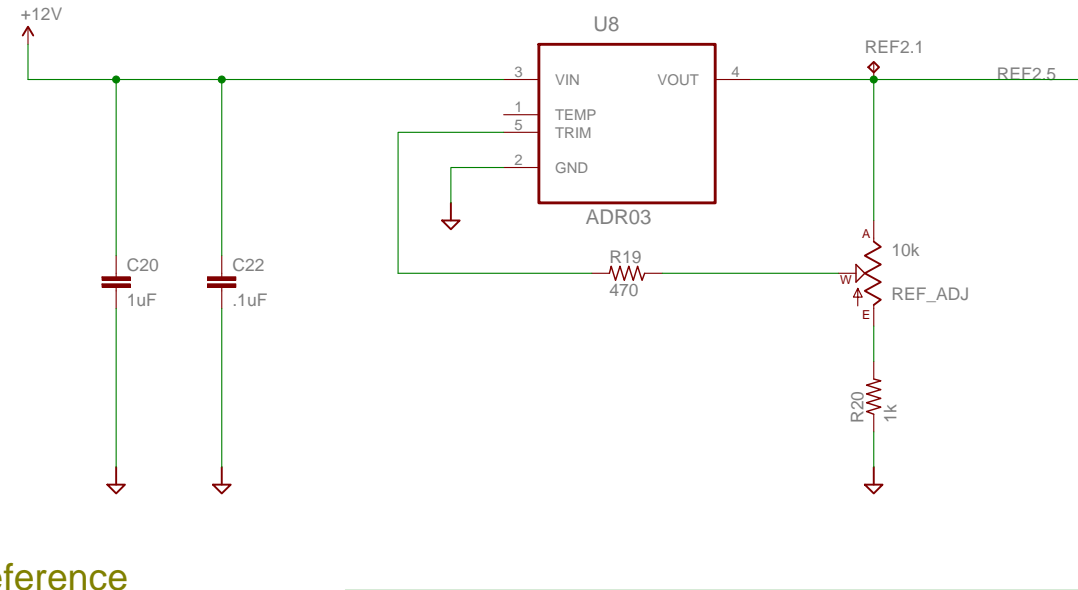 +12V
U8
REF2.1
3 VIN VOUT 4
REF2.5
1 TEMP
5 TRIM
2 GND
ADR03
A
10k
C20
1uF
C22
.1uF
R19
470
W
REF_ADJ
E
R20
1k
eference